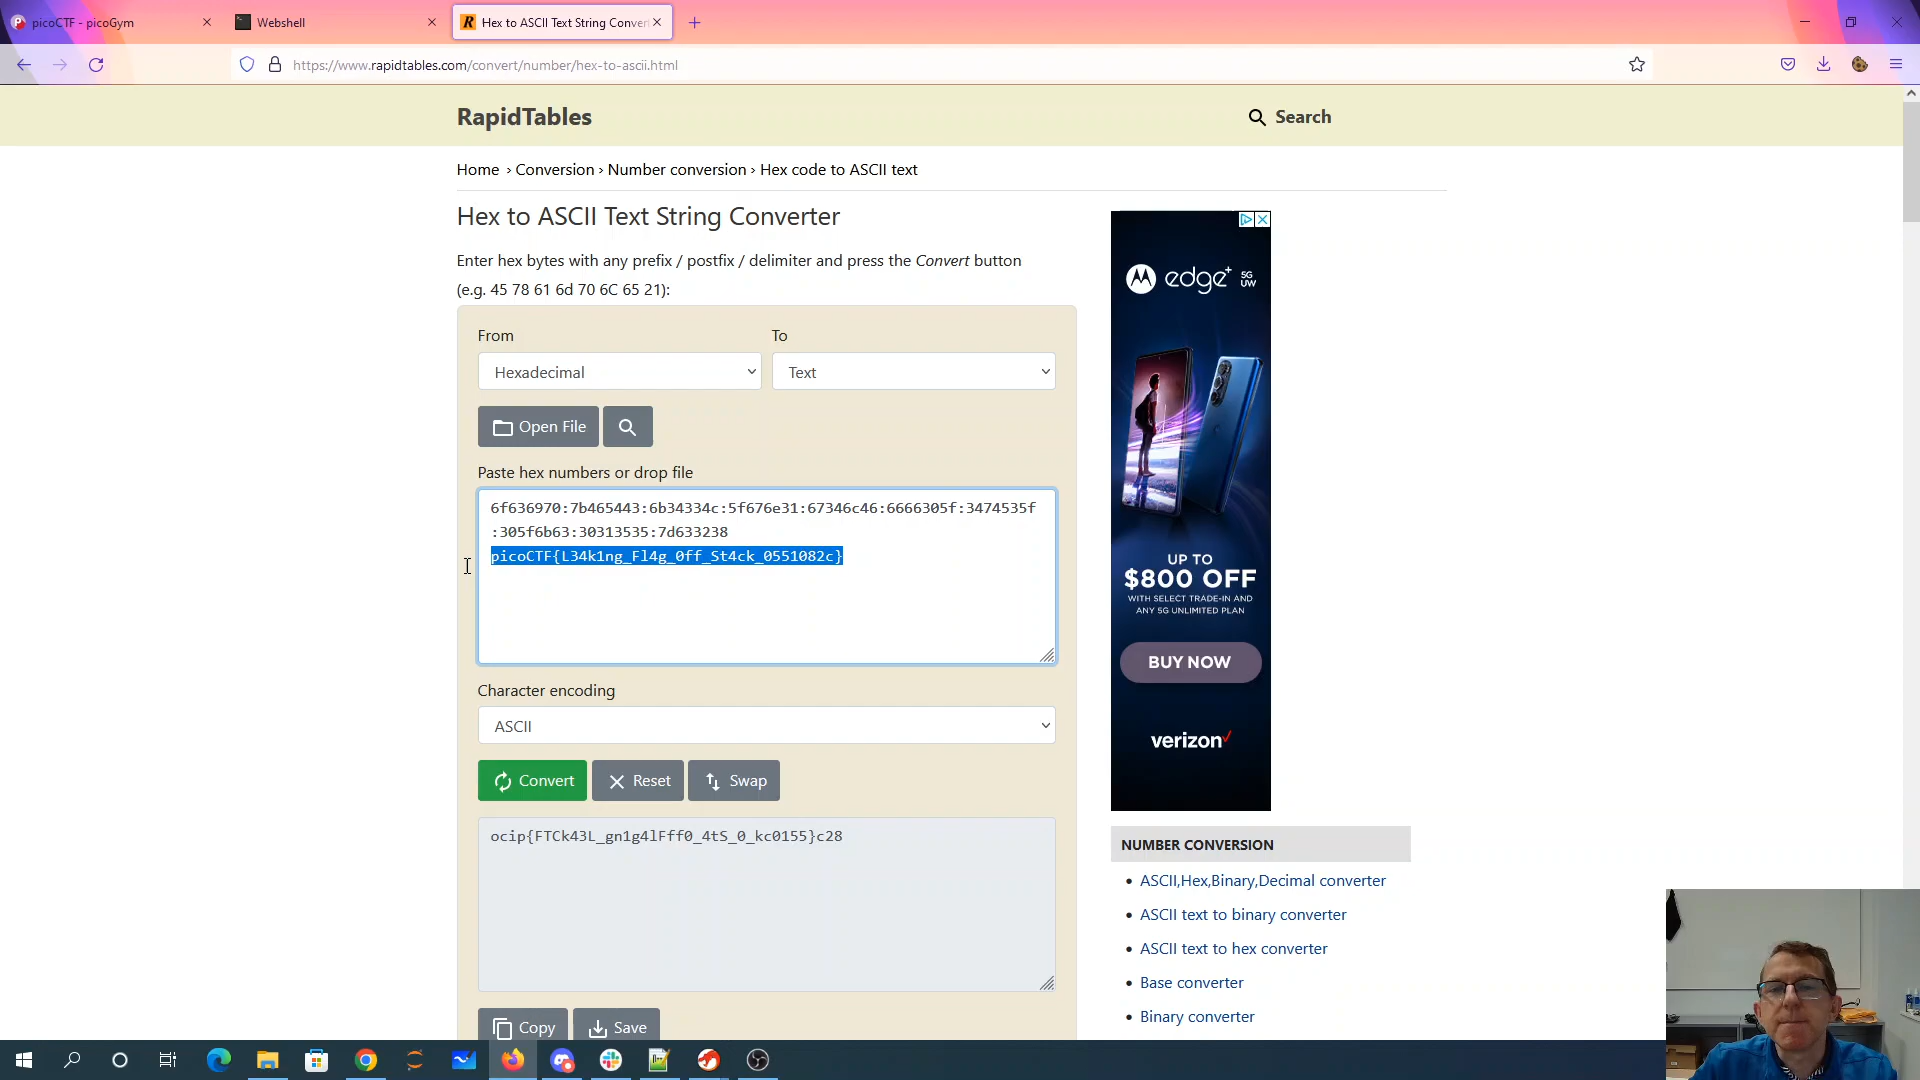 picoCTF - picoGym
Webshell
Hex to ASCII Text String Conver
https://www.rapidtables.com/convert/number/hex-to-ascii.html
RapidTables
Search
Home › Conversion › Number conversion › Hex code to ASCII text
Hex to ASCII Text String Converter
Enter hex bytes with any prefix / postfix / delimiter and press the Convert button
(e.g. 45 78 61 6d 70 6C 65 21):
From
To
Hexadecimal
Text
Open File
Paste hex numbers or drop file
6f636970:7b465443:6b34334c:5f676e31:67346c46:6666305f:3474535f
:305f6b63:30313535:7d633238
picoCTF{L34k1ng_Fl4g_0ff_St4ck_0551082c}
Character encoding
ASCII
Convert
Reset
Swap
ocip{FTCk43L_gn1g4lFff0_4tS_0_kc0155}c28
Copy
Save
edge+ 5G
UW
UP TO
$800 OFF
WITH SELECT TRADE-IN AND
ANY 5G UNLIMITED PLAN
BUY NOW
verizon✓
NUMBER CONVERSION
• ASCII,Hex,Binary,Decimal converter
• ASCII text to binary converter
• ASCII text to hex converter
• Base converter
• Binary converter